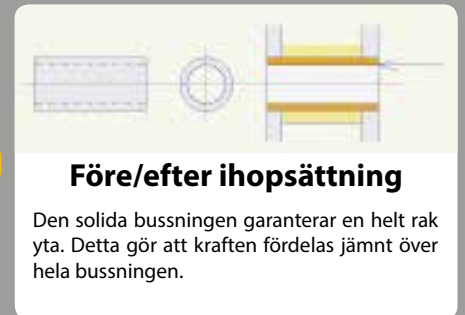 Före/efter ihopsättning
Den solida bussningen garanterar en helt rak
yta. Detta gör att kraften fördelas jämnt över
hela bussningen.